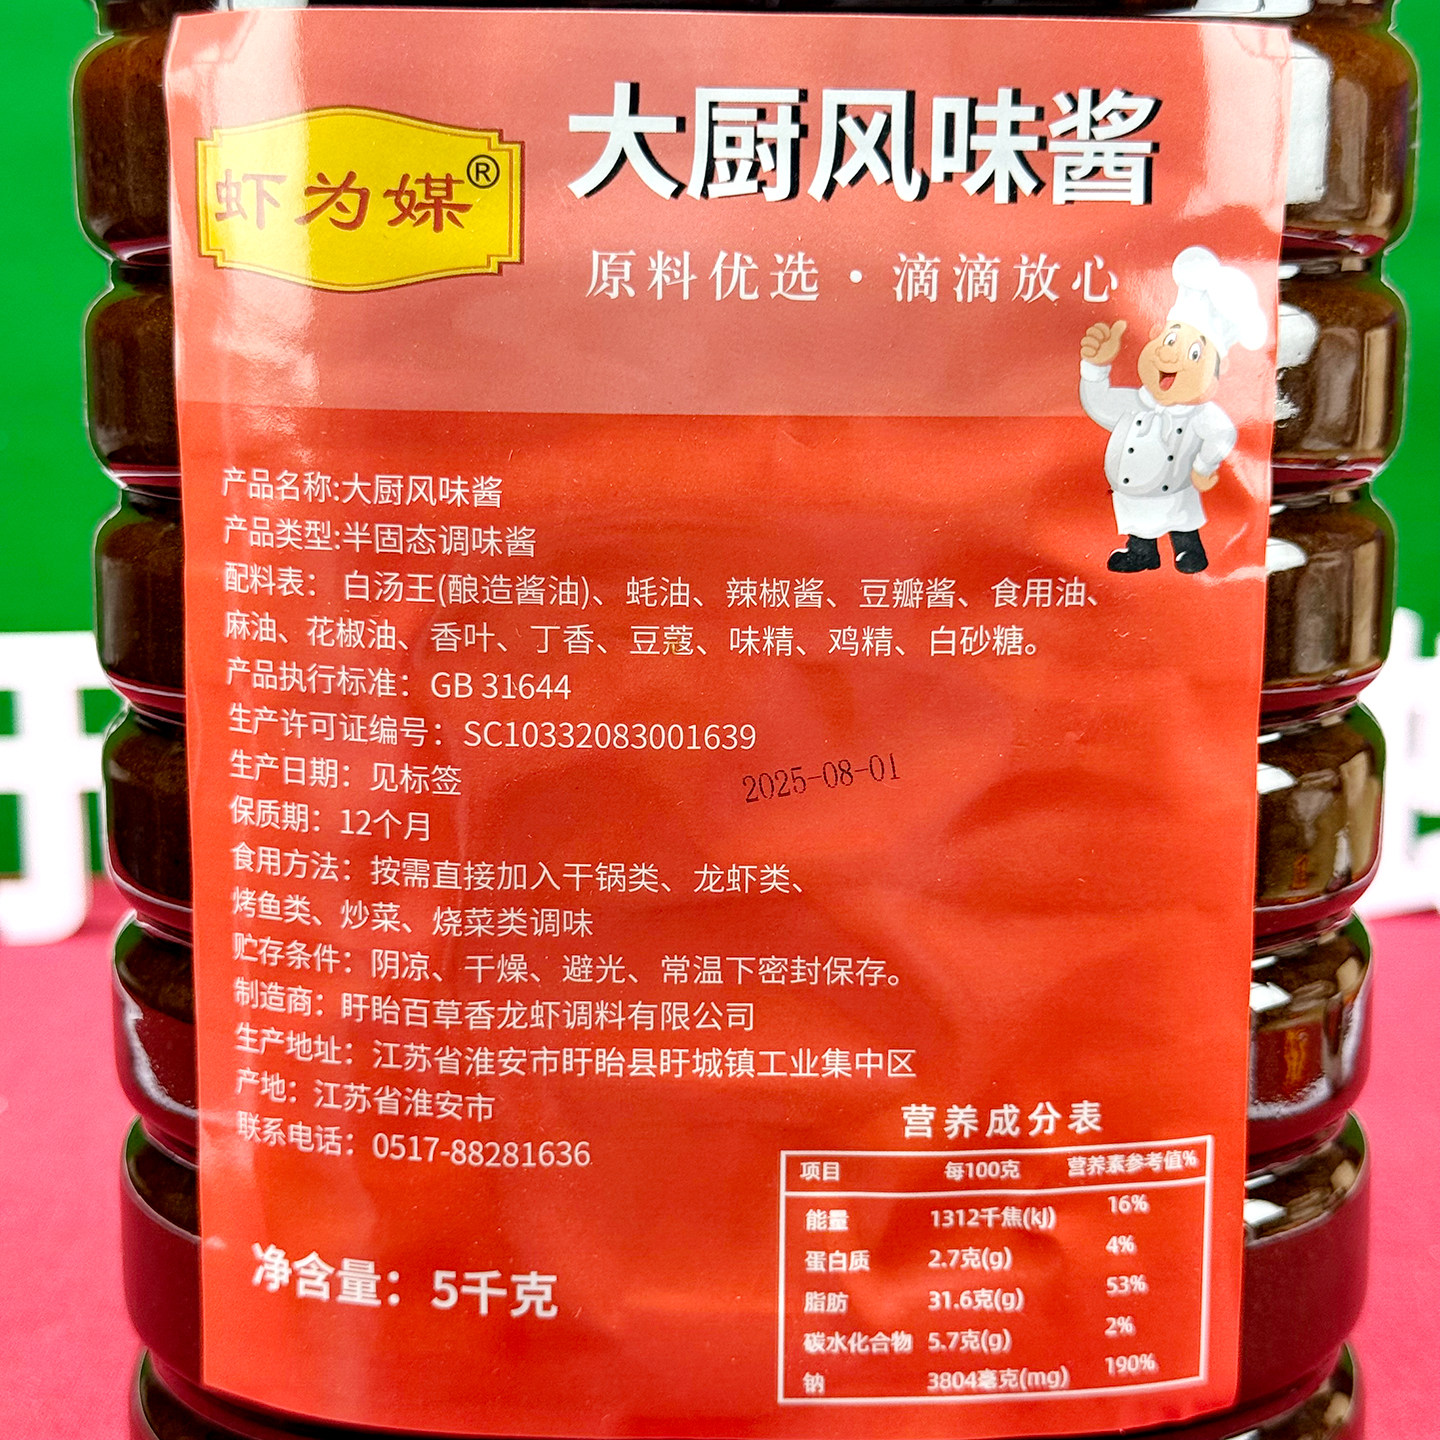 虾为媒®
大厨风味酱
原料优选·滴滴放心
产品名称:大厨风味酱
产品类型:半固态调味酱
配料表： 白汤王(酿造酱油)、蚝油、辣椒酱、豆瓣酱、食用油、
麻油、花椒油、香叶、丁香、豆蔻、味精、鸡精、白砂糖。
产品执行标准：GB 31644
生产许可证编号：SC10332083001639
生产日期：见标签
2025-08-01
保质期：12个月
食用方法：按需直接加入干锅类、龙虾类、
烤鱼类、炒菜、烧菜类调味
贮存条件：阴凉、干燥、避光、常温下密封保存。
制造商：盱眙百草香龙虾调料有限公司
生产地址：江苏省淮安市盱眙县盱城镇工业集中区
产地：江苏省淮安市
联系电话：0517-88281636
净含量：5千克
营养成分表
项目 每100克 营养素参考值%
能量 1312千焦(kJ) 16%
蛋白质 2.7克(g) 4%
脂肪 31.6克(g) 53%
碳水化合物 5.7克(g) 2%
钠 3804毫克(mg) 190%